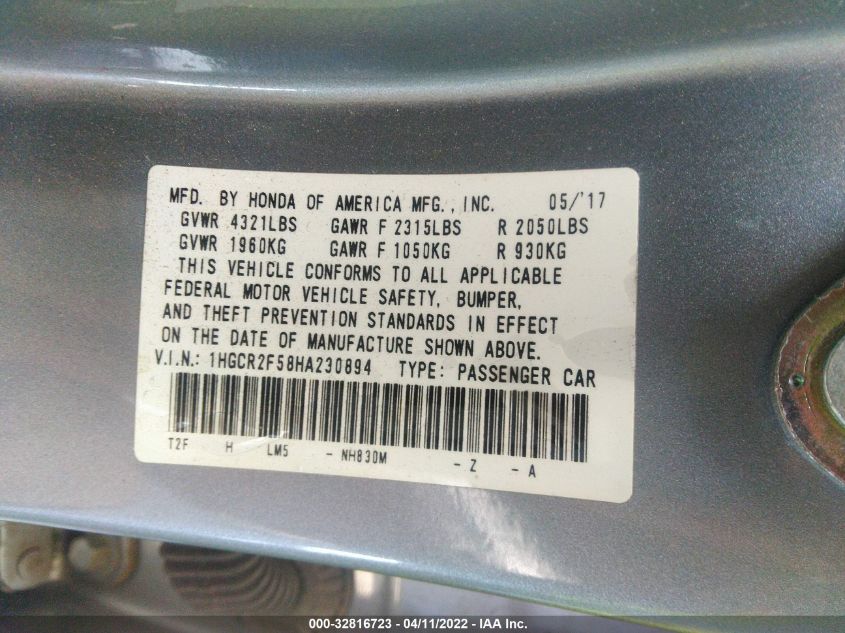 MFD. BY HONDA OF AMERICA MFG., INC. 05/'17
GVWR 4321LBS GAWR F 2315LBS R 2050LBS
GVWR 1960KG GAWR F 1050KG R 930KG
THIS VEHICLE CONFORMS TO ALL APPLICABLE
FEDERAL MOTOR VEHICLE SAFETY, BUMPER,
AND THEFT PREVENTION STANDARDS IN EFFECT
ON THE DATE OF MANUFACTURE SHOWN ABOVE.
V.I.N.: 1HGCR2F58HA230894 TYPE: PASSENGER CAR
T2F H LM5 - NH830M - Z - A
000-32816723 - 04/11/2022 - IAA Inc.